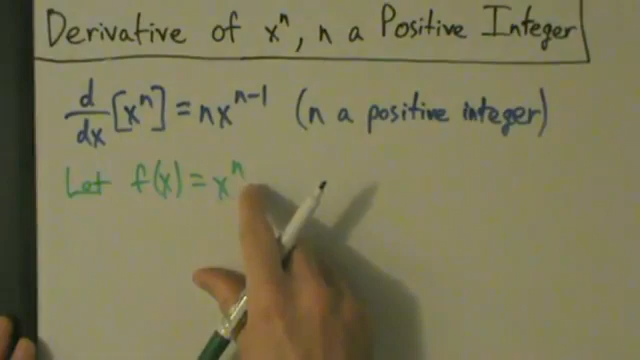 Derivative of xⁿ, n a Positive Integer
d/dx [xⁿ] = nxⁿ⁻¹ (n a positive integer)
Let f(x) = xⁿ